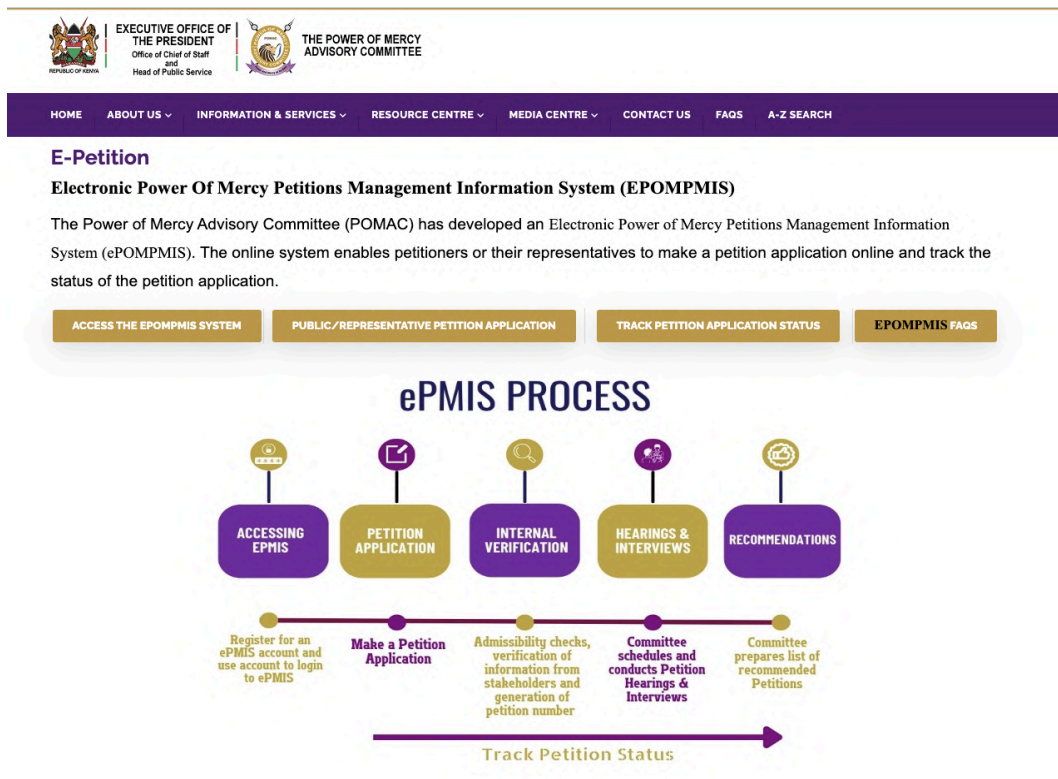 EXECUTIVE OFFICE OF
THE PRESIDENT
Office of Chief of Staff
and
Head of Public Service
REPUBLIC OF KENYA
POMAC
THE POWER OF MERCY
ADVISORY COMMITTEE
HOME ABOUT US INFORMATION & SERVICES RESOURCE CENTRE MEDIA CENTRE CONTACT US FAQS A-Z SEARCH
E-Petition
Electronic Power Of Mercy Petitions Management Information System (EPOMPMIS)
The Power of Mercy Advisory Committee (POMAC) has developed an Electronic Power of Mercy Petitions Management Information
System (ePOMPMIS). The online system enables petitioners or their representatives to make a petition application online and track the
status of the petition application.
ACCESS THE EPOMPMIS SYSTEM PUBLIC/REPRESENTATIVE PETITION APPLICATION TRACK PETITION APPLICATION STATUS EPOMPMIS FAQS
ePMIS PROCESS
ACCESSING
EPMIS
PETITION
APPLICATION
INTERNAL
VERIFICATION
HEARINGS &
INTERVIEWS
RECOMMENDATIONS
Register for an
ePMIS account and
use account to login
to ePMIS
Make a Petition
Application
Admissibility checks,
verification of
information from
stakeholders and
generation of
petition number
Committee
schedules and
conducts Petition
Hearings &
Interviews
Committee
prepares list of
recommended
Petitions
Track Petition Status